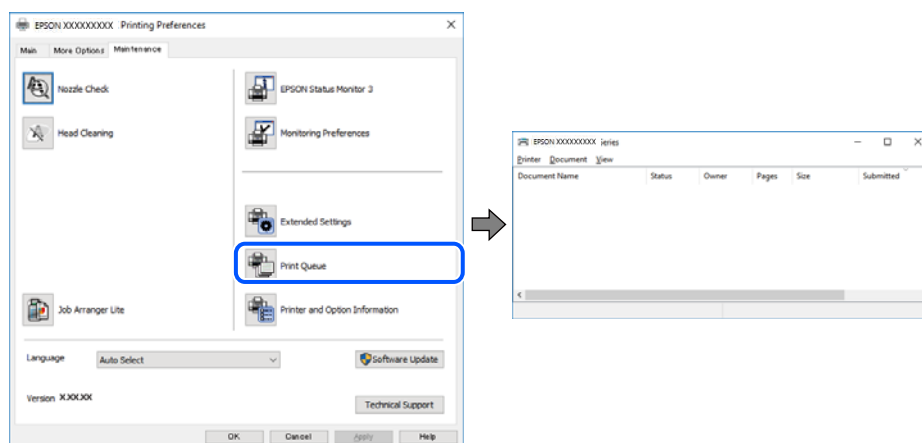 EPSON XXXXXXXXX Printing Preferences
Main More Options Maintenance
Nozzle Check
EPSON Status Monitor 3
Head Cleaning
Monitoring Preferences
Extended Settings
Print Queue
Job Arranger Lite
Printer and Option Information
Language Auto Select Software Update
Version X.XX.XX
Technical Support
OK Cancel Apply Help
EPSON XXXXXXXXX eries
Printer Document View
Document Name Status Owner Pages Size Submitted